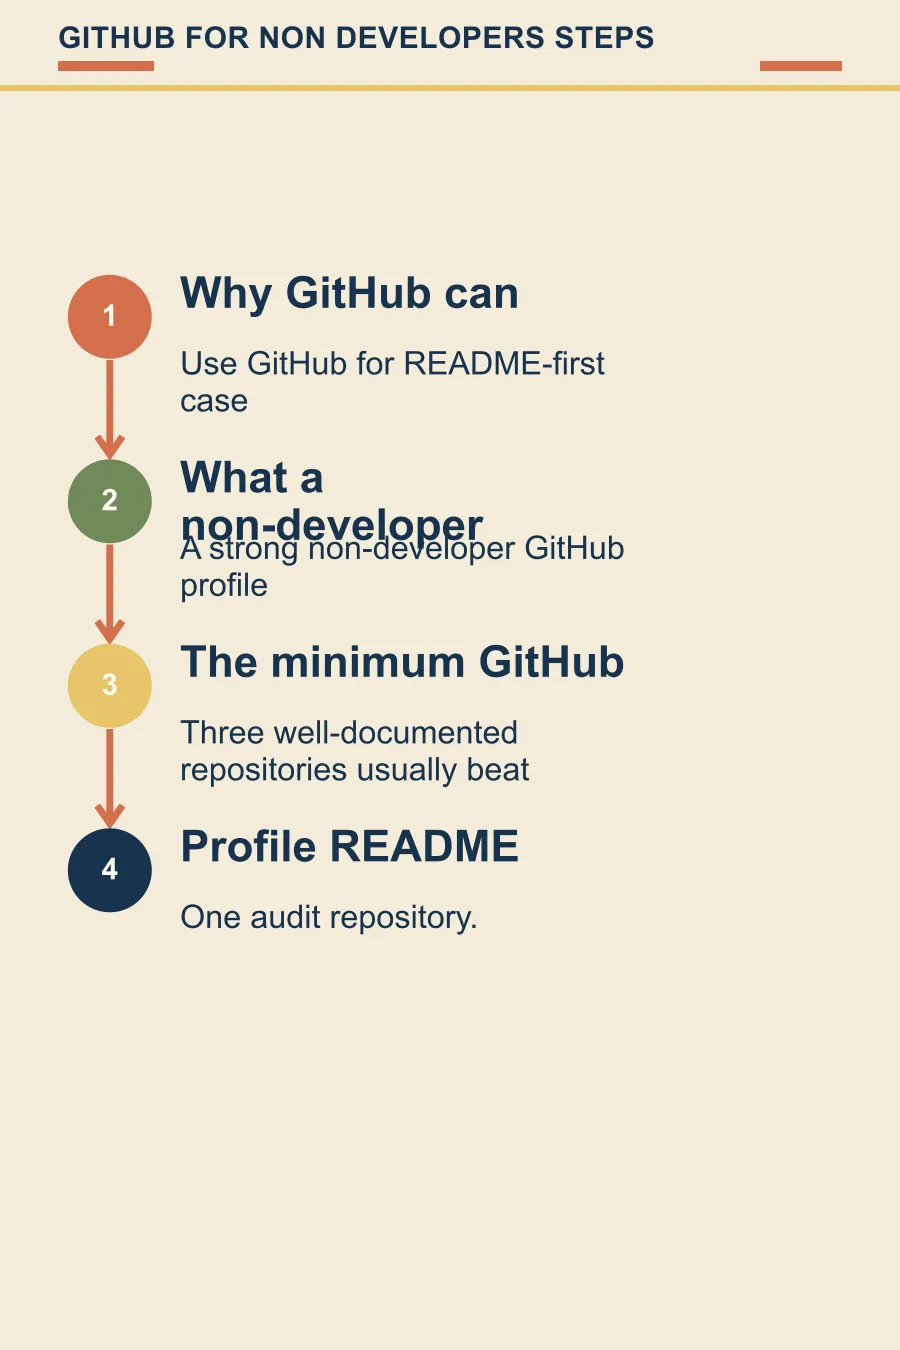 GITHUB FOR NON DEVELOPERS STEPS
1
Why GitHub can
Use GitHub for README-first
case
2
What a
non-developer
A strong non-developer GitHub
profile
3
The minimum GitHub
Three well-documented
repositories usually beat
4
Profile README
One audit repository.